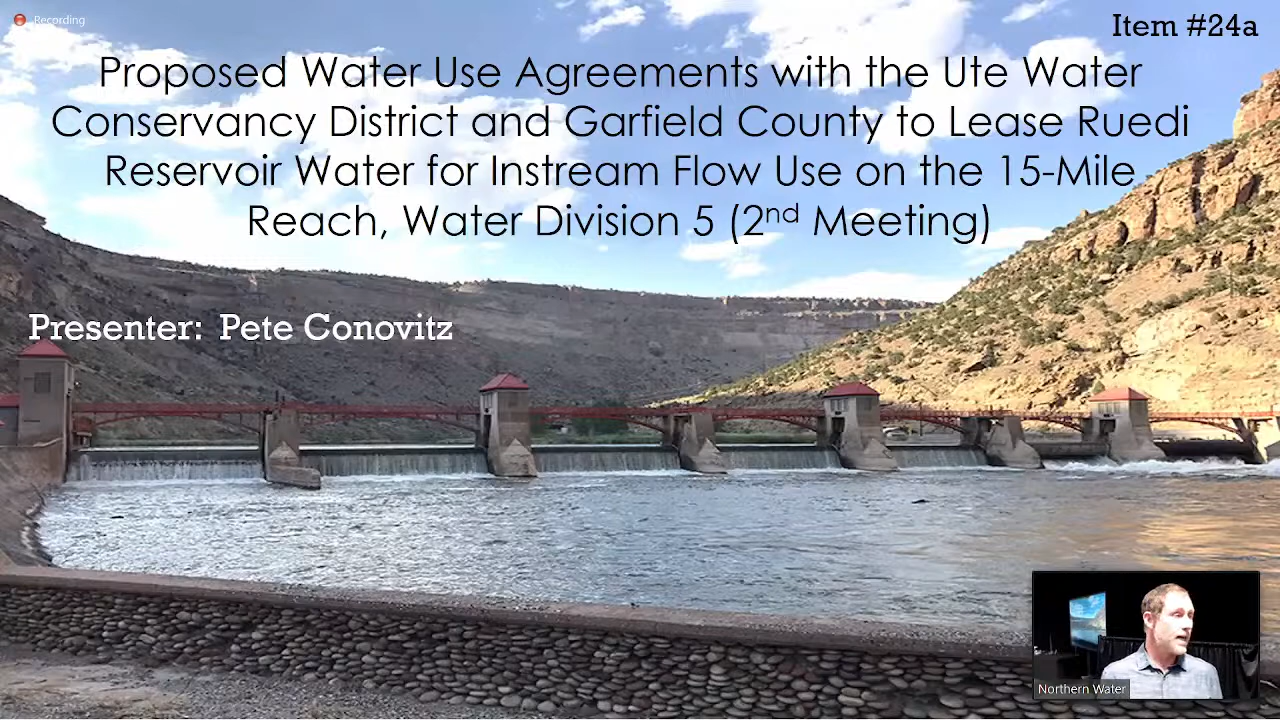 Recording
Item #24a
Proposed Water Use Agreements with the Ute Water
Conservancy District and Garfield County to Lease Ruedi
Reservoir Water for Instream Flow Use on the 15-Mile
Reach, Water Division 5 (2nd Meeting)
Presenter: Pete Conovitz
Northern Water